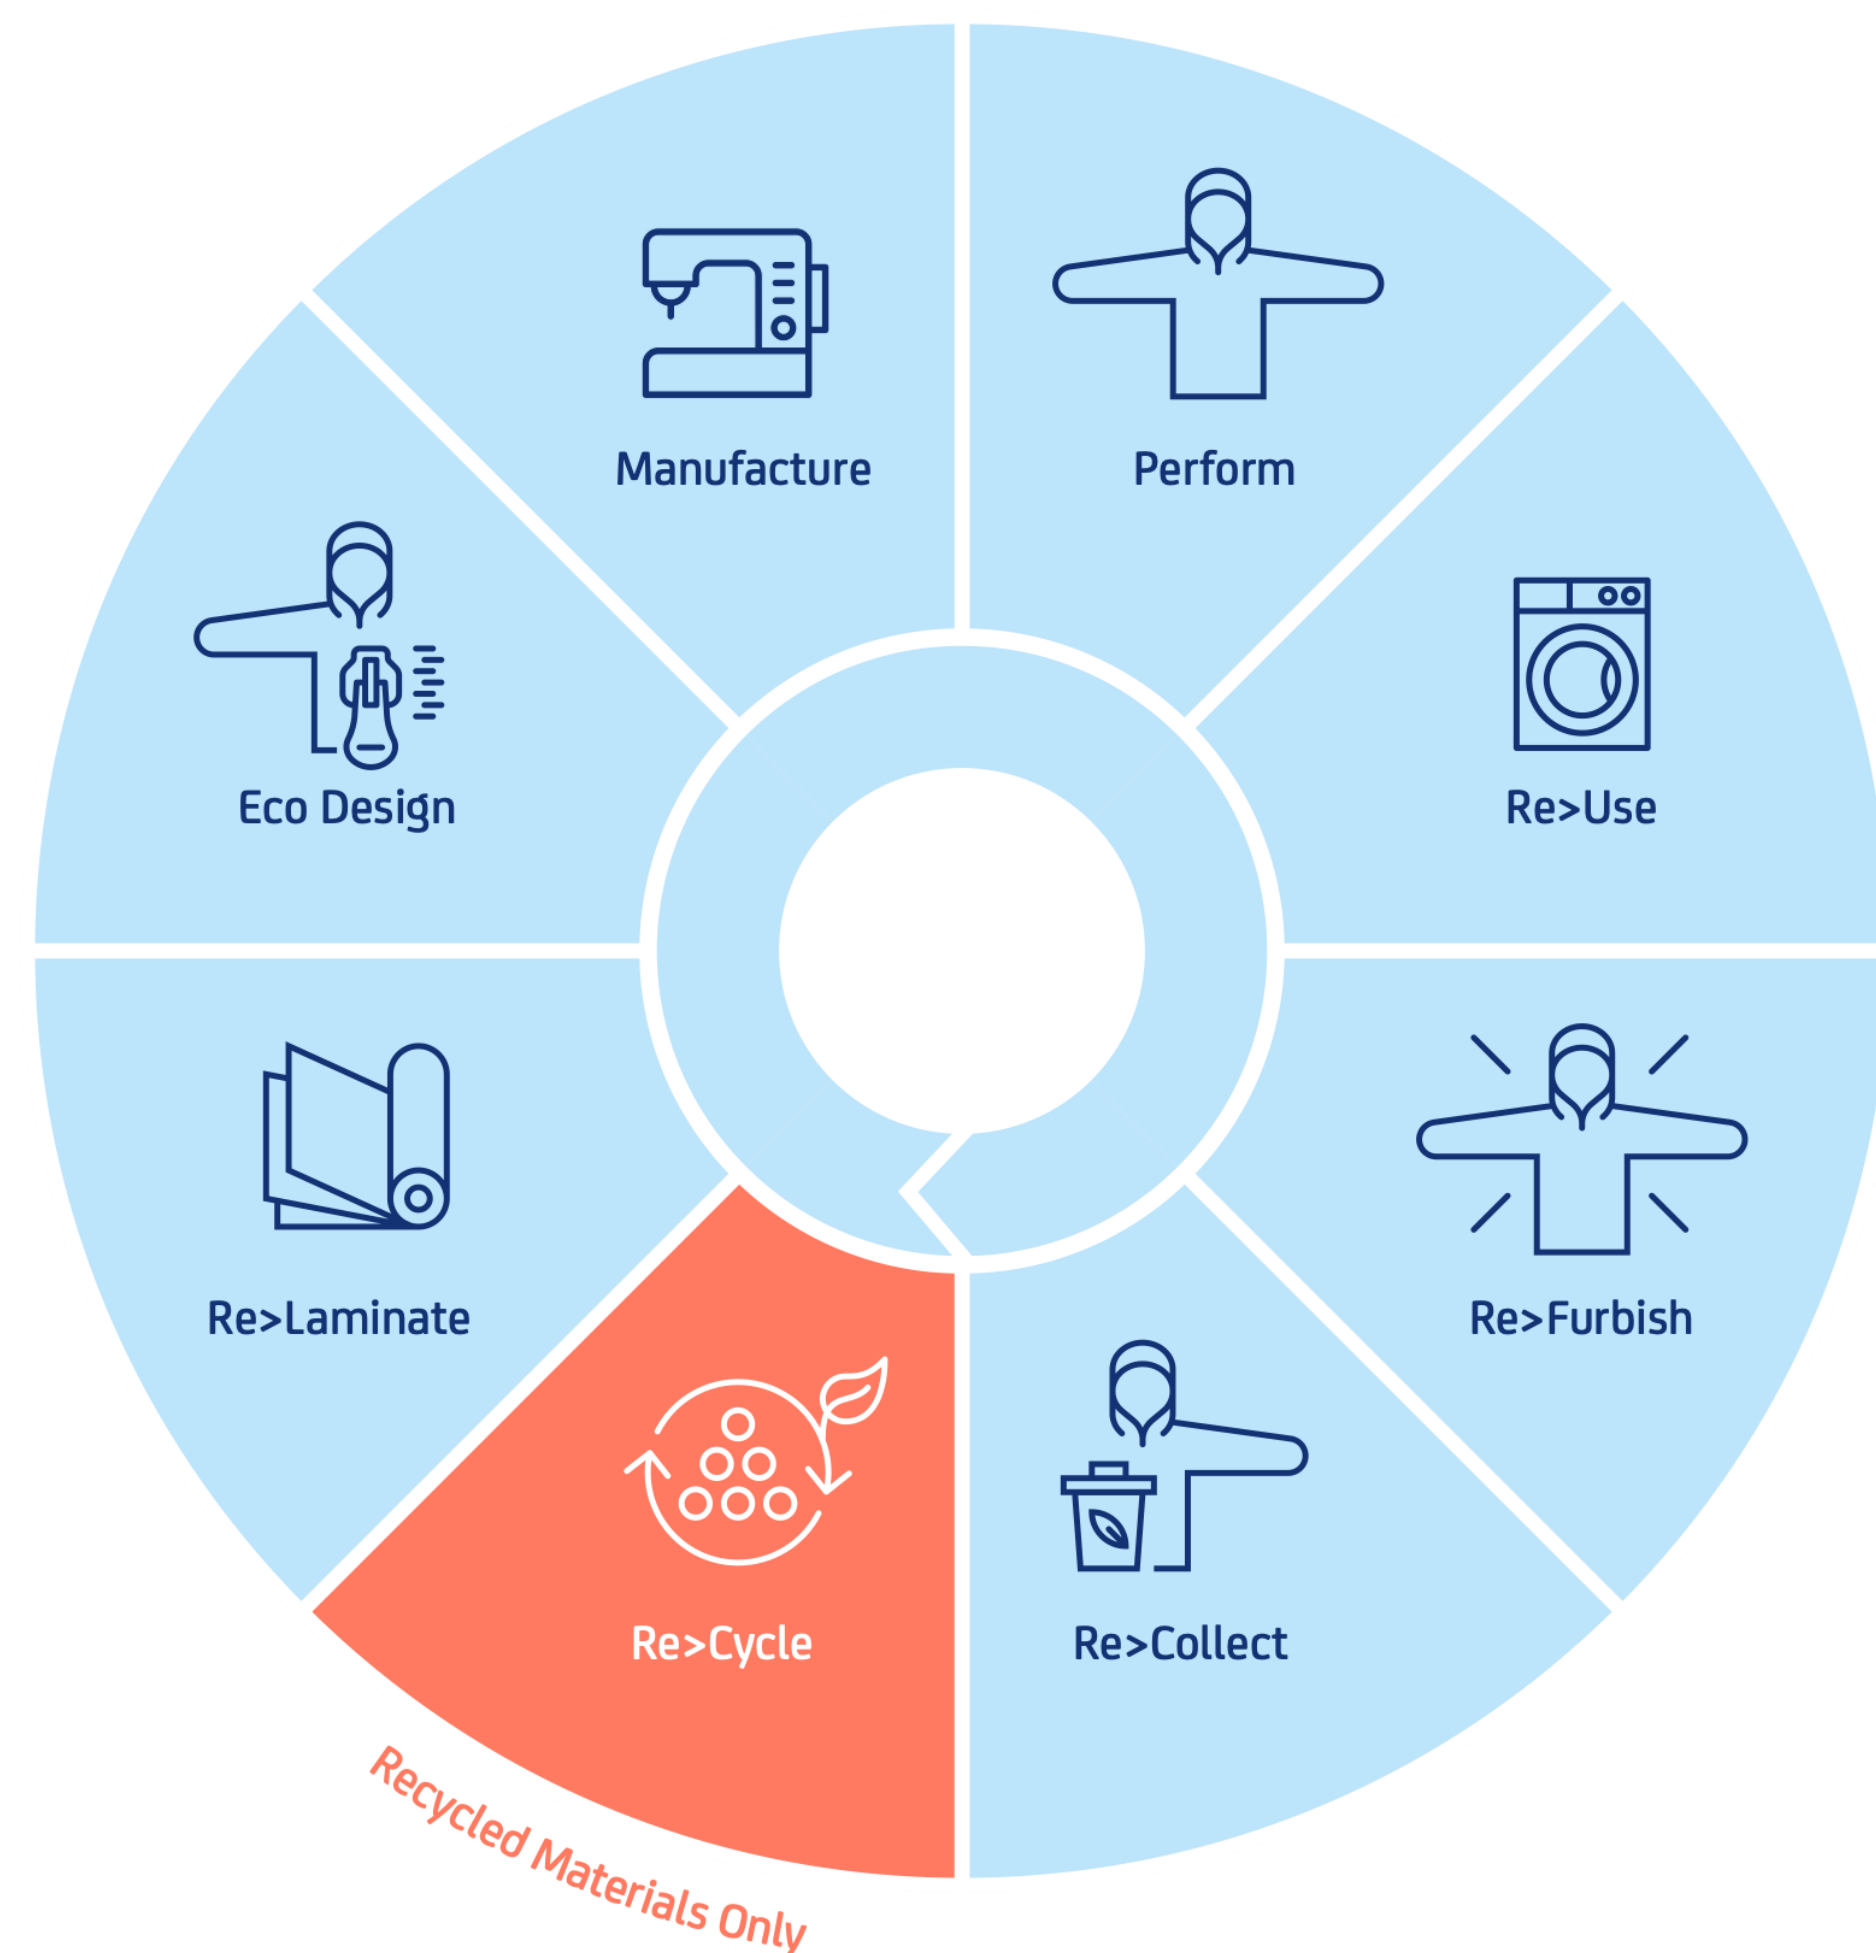 Manufacture
Perform
Eco Design
Re>Use
Re>Laminate
Re>Furbish
Re>Cycle
Re>Collect
Recycled Materials Only